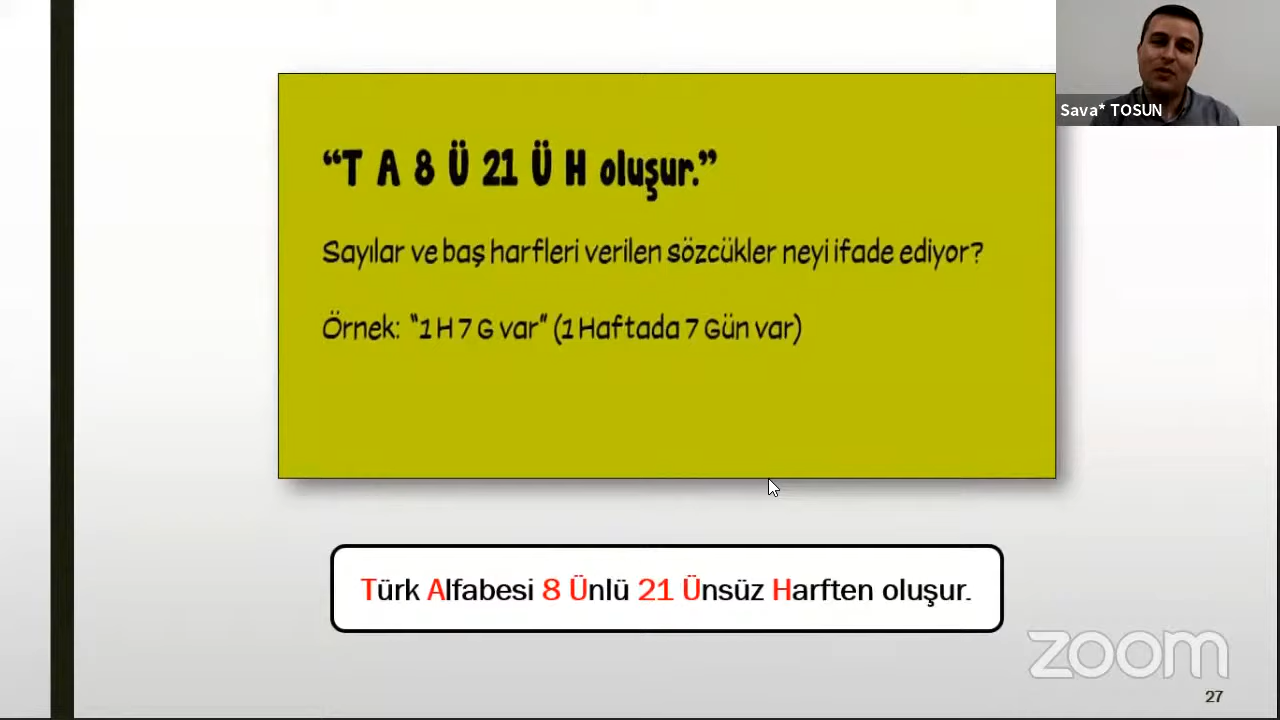 Sava* TOSUN
“T A 8 Ü 21 Ü H oluşur.”
Sayılar ve baş harfleri verilen sözcükler neyi ifade ediyor?
Örnek: “1 H 7 G var” (1 Haftada 7 Gün var)
Türk Alfabesi 8 Ünlü 21 Ünsüz Harften oluşur.
zoom
27